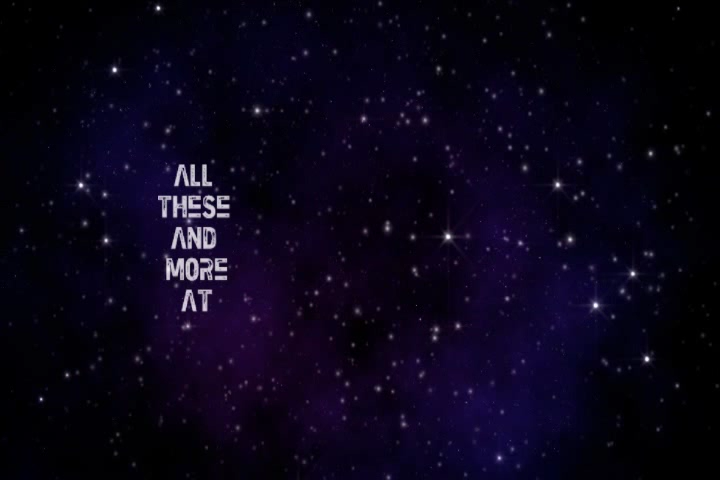 ALL
THESE
AND
MORE
AT